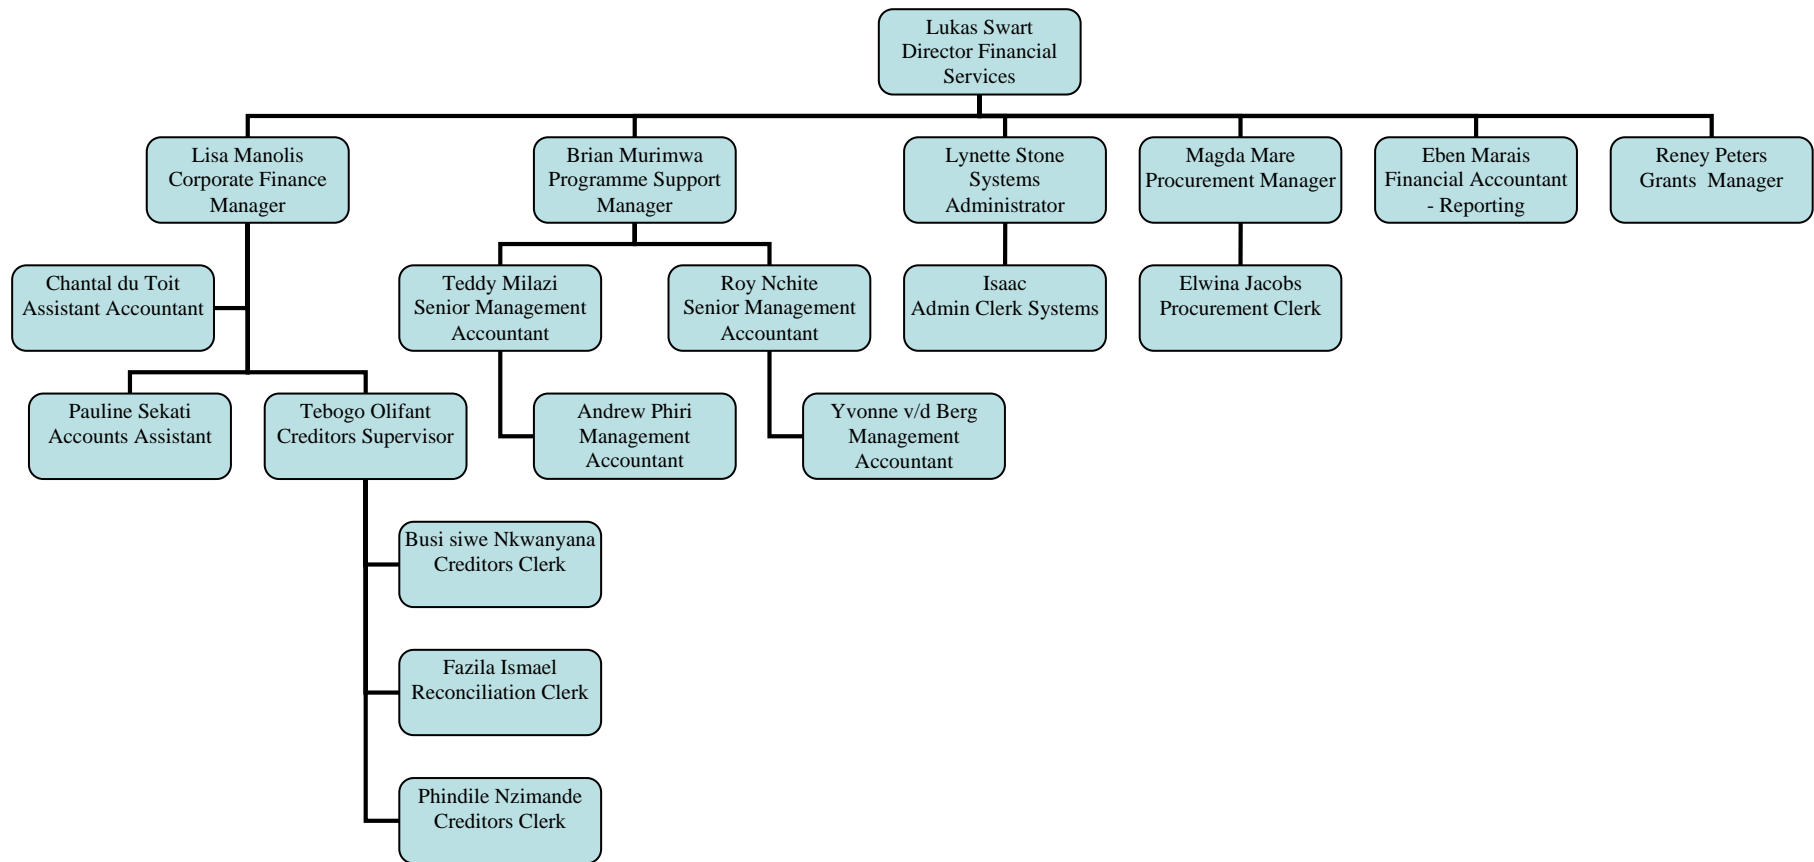 Lukas Swart
Director Financial
Services
Lisa Manolis
Corporate Finance
Manager
Brian Murimwa
Programme Support
Manager
Lynette Stone
Systems
Administrator
Magda Mare
Procurement Manager
Eben Marais
Financial Accountant
- Reporting
Reney Peters
Grants Manager
Chantal du Toit
Assistant Accountant
Teddy Milazi
Senior Management
Accountant
Roy Nchite
Senior Management
Accountant
Isaac
Admin Clerk Systems
Elwina Jacobs
Procurement Clerk
Pauline Sekati
Accounts Assistant
Tebogo Olifant
Creditors Supervisor
Andrew Phiri
Management
Accountant
Yvonne v/d Berg
Management
Accountant
Busi siwe Nkwanyana
Creditors Clerk
Fazila Ismael
Reconciliation Clerk
Phindile Nzimande
Creditors Clerk